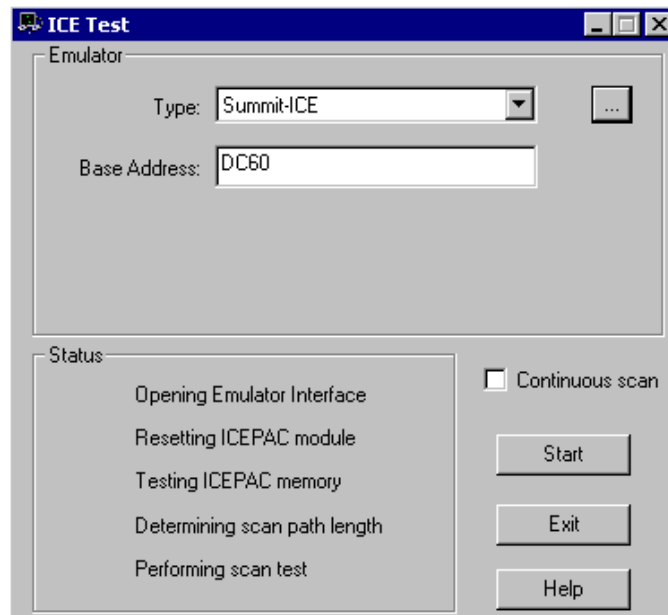 ICE Test
Emulator
Type: Summit-ICE ...
Base Address: DC60
Status
Opening Emulator Interface
Resetting ICEPAC module
Testing ICEPAC memory
Determining scan path length
Performing scan test
Continuous scan
Start
Exit
Help